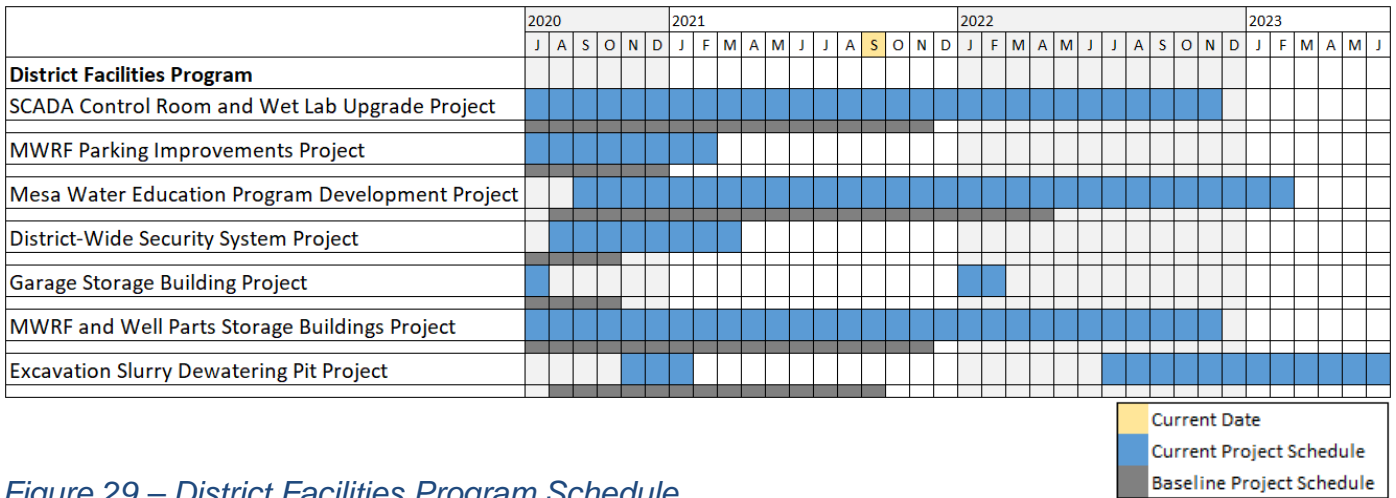 2020 2021 2022 2023
J A S O N D J F M A M J J A S O N D J F M A M J J A S O N D J F M A M J
District Facilities Program
SCADA Control Room and Wet Lab Upgrade Project
MWRF Parking Improvements Project
Mesa Water Education Program Development Project
District-Wide Security System Project
Garage Storage Building Project
MWRF and Well Parts Storage Buildings Project
Excavation Slurry Dewatering Pit Project
Current Date
Current Project Schedule
Baseline Project Schedule
Figure 29 – District Facilities Program Schedule